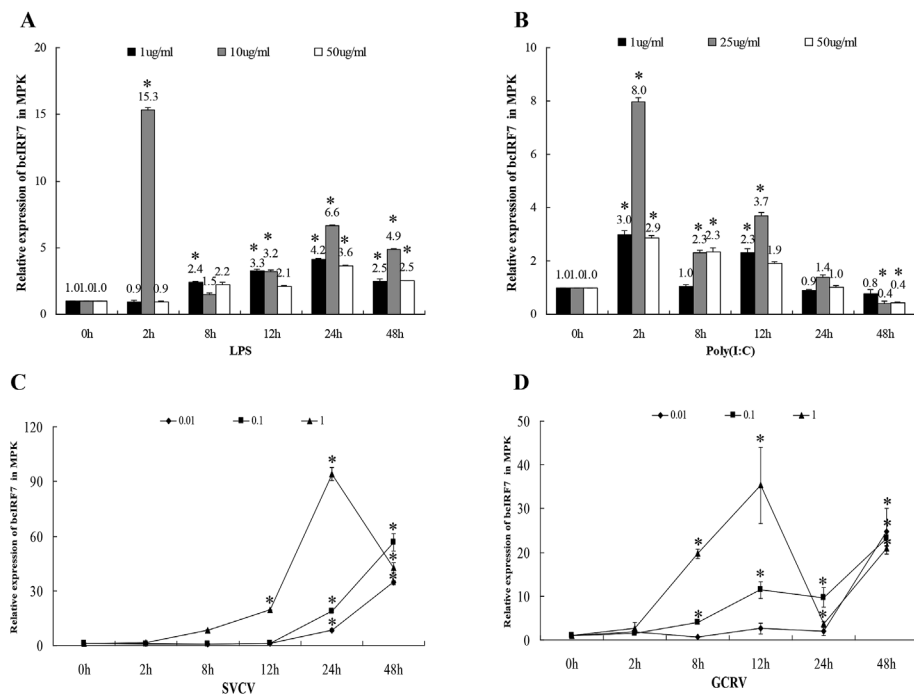 A
Relative expression of bcIRF7 in MPK
1ug/ml 10ug/ml 50ug/ml
20
15
10
5
0
1.0 1.0 1.0
0.9 * 15.3 0.9
* 2.4 1.5 2.2
* 3.3 * 3.2 2.1
* 4.2 * 6.6 * 3.6
* 2.5 * 4.9 * 2.5
0h 2h 8h 12h 24h 48h
LPS
B
Relative expression of bcIRF7 in MPK
1ug/ml 25ug/ml 50ug/ml
10
8
6
4
2
0
1.0 1.0 1.0
* 3.0 * 8.0 * 2.9
1.0 * 2.3 * 2.3
* 2.3 * 3.7 1.9
0.9 1.4 1.0
0.8 * 0.4 * 0.4
0h 2h 8h 12h 24h 48h
Poly(I:C)
C
Relative expression of bcIRF7 in MPK
0.01 0.1 1
120
90
60
30
0
* * * * * * *
0h 2h 8h 12h 24h 48h
SVCV
D
Relative expression of bcIRF7 in MPK
0.01 0.1 1
50
40
30
20
10
0
* * * * * * * * *
0h 2h 8h 12h 24h 48h
GCRV